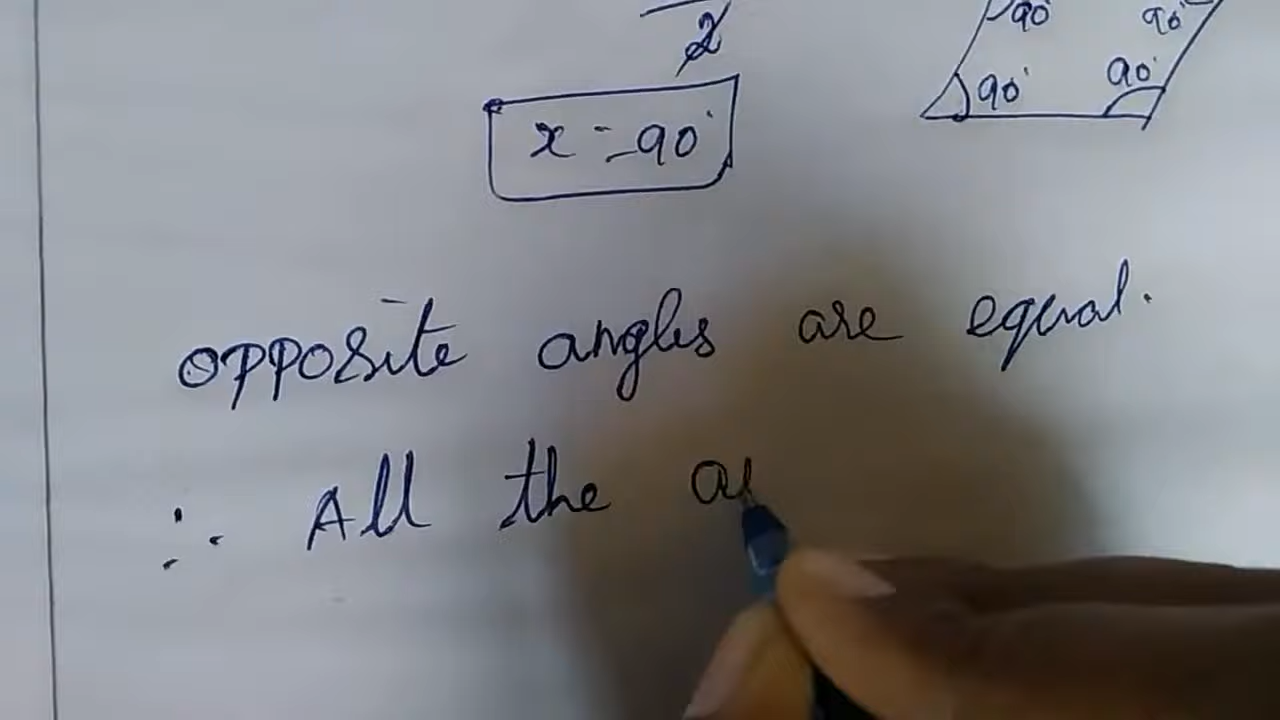 90° 90°
2
90° 90°
x = 90°
opposite angles are equal.
∴ All the